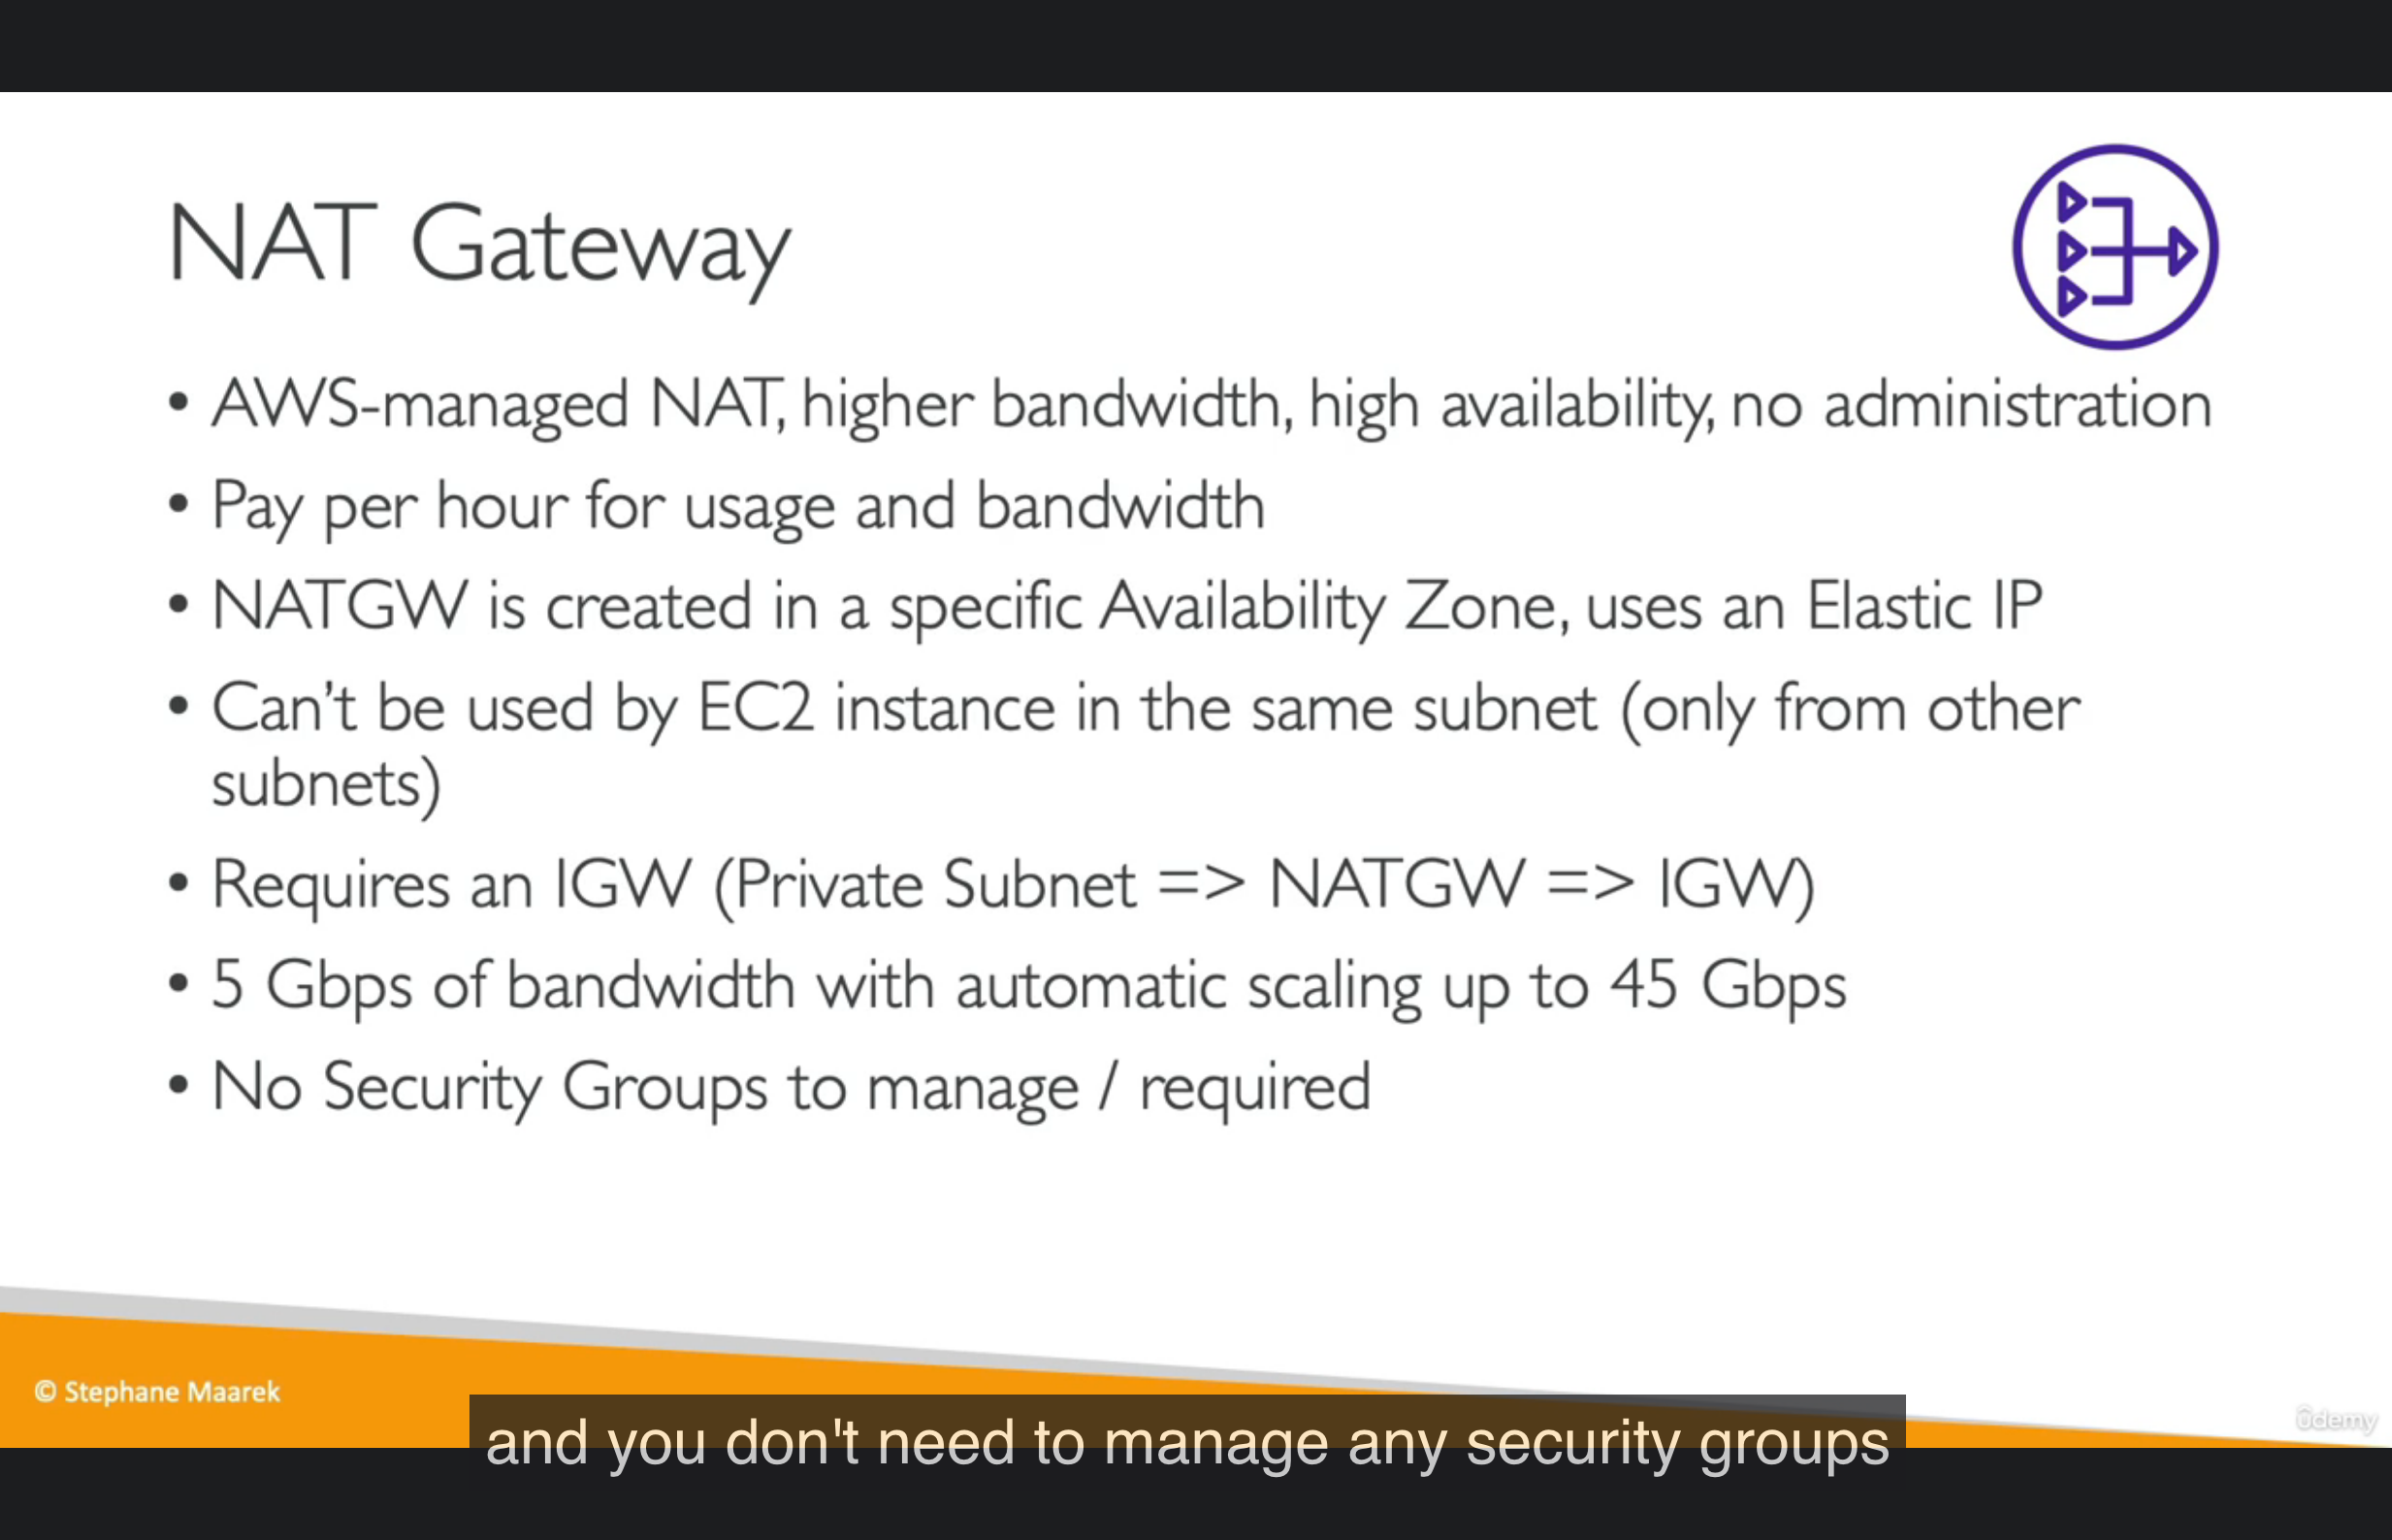 NAT Gateway
• AWS-managed NAT, higher bandwidth, high availability, no administration
• Pay per hour for usage and bandwidth
• NATGW is created in a specific Availability Zone, uses an Elastic IP
• Can't be used by EC2 instance in the same subnet (only from other
subnets)
• Requires an IGW (Private Subnet => NATGW => IGW)
• 5 Gbps of bandwidth with automatic scaling up to 45 Gbps
• No Security Groups to manage / required
© Stephane Maarek
ûdemy
and you don't need to manage any security groups